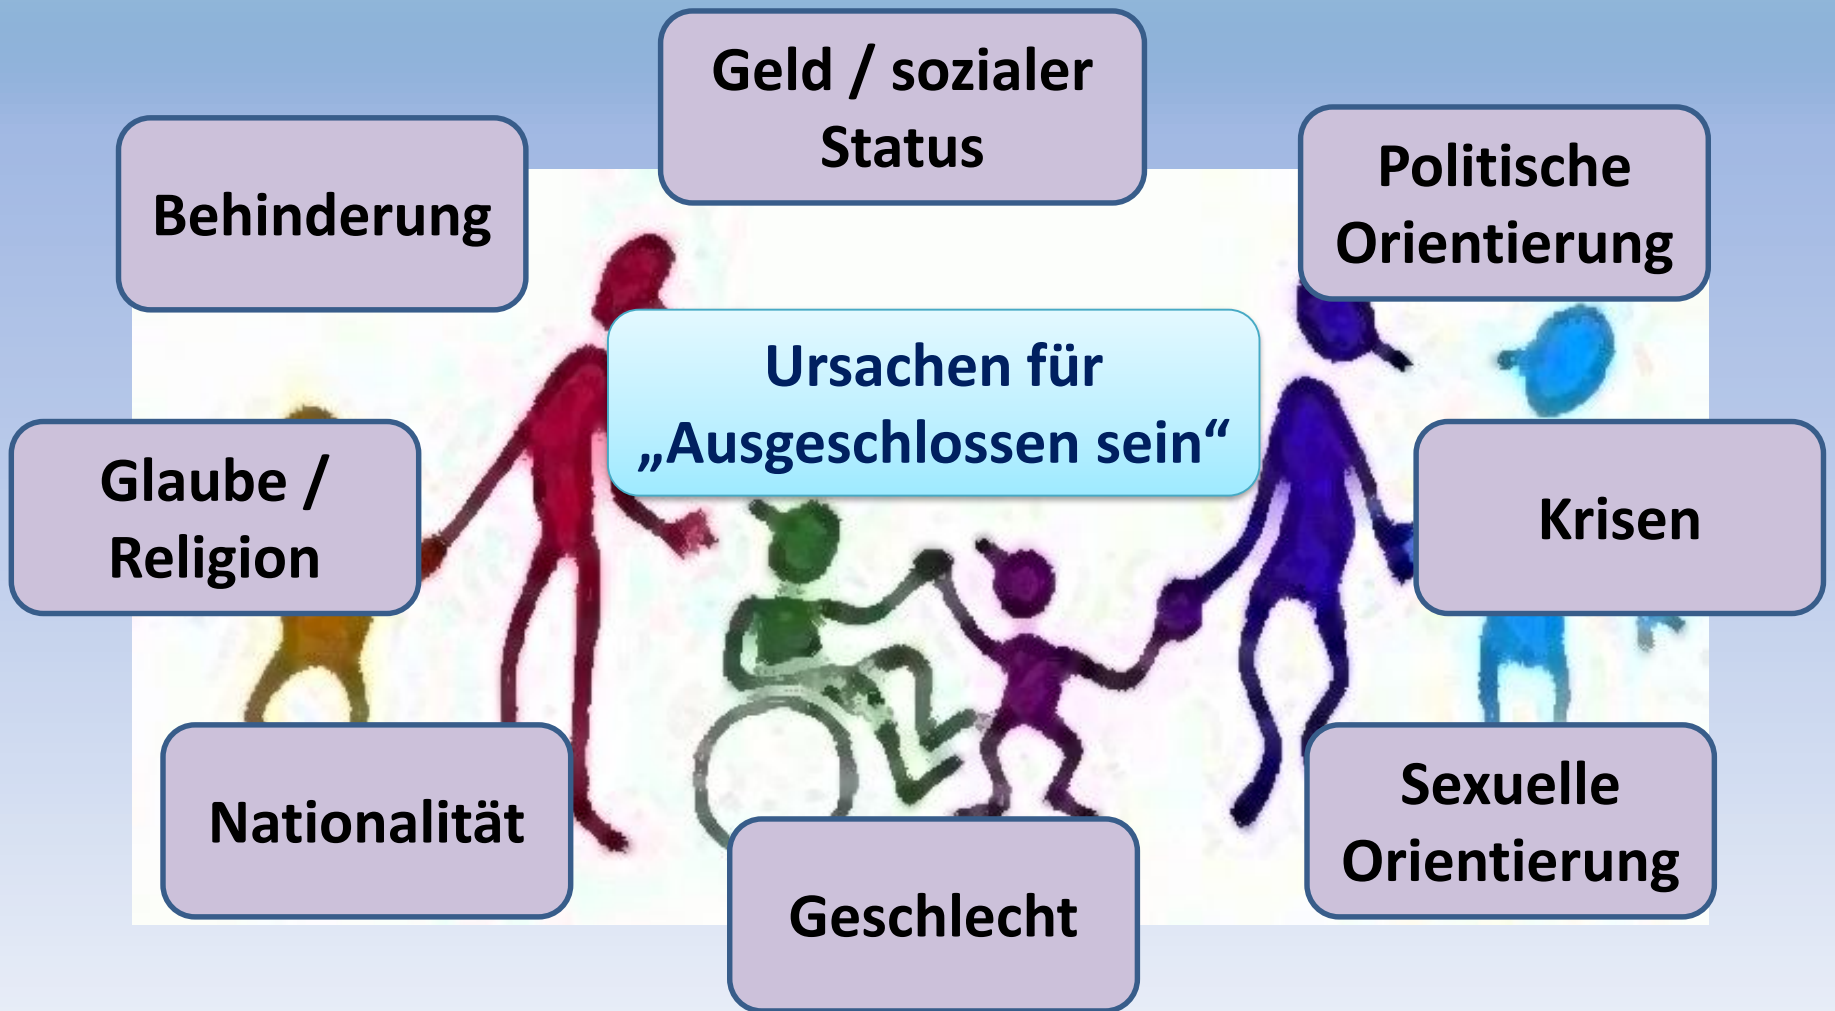 Geld / sozialer
Status
Behinderung
Politische
Orientierung
Ursachen für
„Ausgeschlossen sein“
Glaube /
Religion
Krisen
Nationalität
Sexuelle
Orientierung
Geschlecht